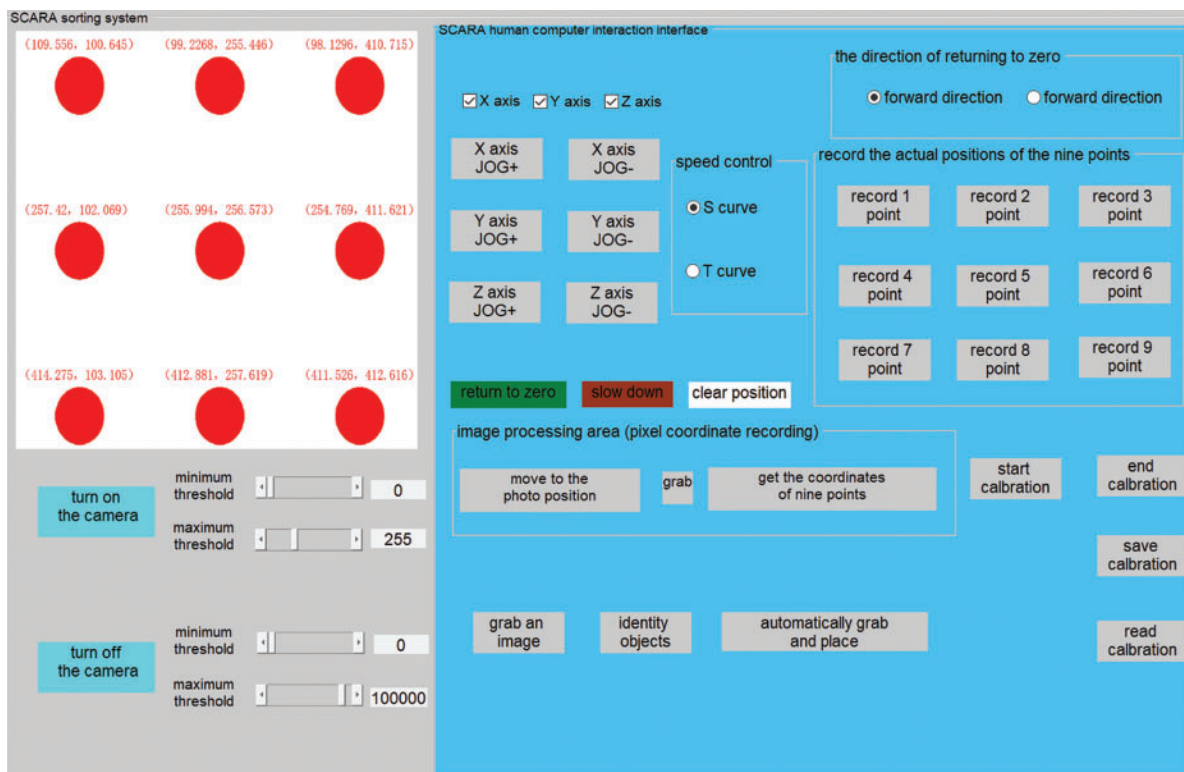 SCARA sorting system
(109.556, 100.645)
(99.2268, 255.446)
(98.1296, 410.715)
(257.42, 102.069)
(255.994, 256.573)
(254.769, 411.621)
(414.275, 103.105)
(412.881, 257.619)
(411.526, 412.616)
turn on
the camera
minimum
threshold
0
maximum
threshold
255
turn off
the camera
minimum
threshold
0
maximum
threshold
100000
SCARA human computer interaction interface
X axis
Y axis
Z axis
the direction of returning to zero
forward direction
forward direction
X axis
JOG+
X axis
JOG-
Y axis
JOG+
Y axis
JOG-
Z axis
JOG+
Z axis
JOG-
speed control
S curve
T curve
record the actual positions of the nine points
record 1
point
record 2
point
record 3
point
record 4
point
record 5
point
record 6
point
record 7
point
record 8
point
record 9
point
return to zero
slow down
clear position
image processing area (pixel coordinate recording)
move to the
photo position
grab
get the coordinates
of nine points
start
calbration
end
calbration
save
calbration
grab an
image
identity
objects
automatically grab
and place
read
calbration